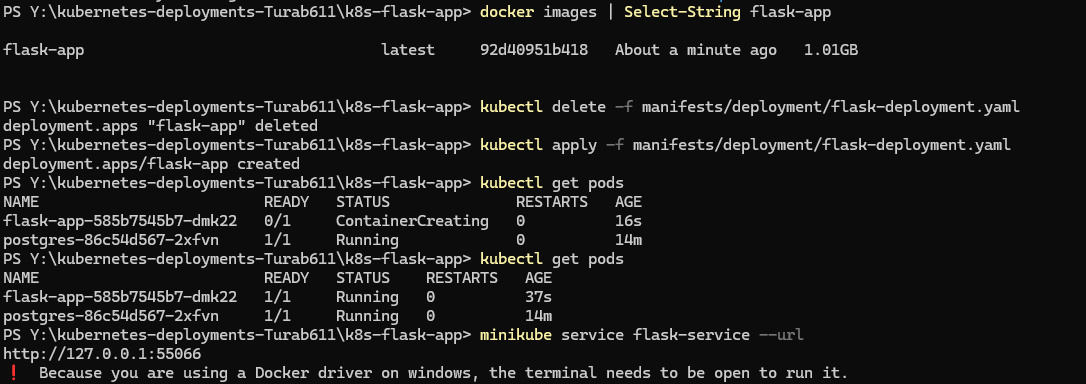 PS Y:\kubernetes-deployments-Turab611\k8s-flask-app> docker images | Select-String flask-app
flask-app latest 92d40951b418 About a minute ago 1.01GB
PS Y:\kubernetes-deployments-Turab611\k8s-flask-app> kubectl delete -f manifests/deployment/flask-deployment.yaml
deployment.apps "flask-app" deleted
PS Y:\kubernetes-deployments-Turab611\k8s-flask-app> kubectl apply -f manifests/deployment/flask-deployment.yaml
deployment.apps/flask-app created
PS Y:\kubernetes-deployments-Turab611\k8s-flask-app> kubectl get pods
NAME READY STATUS RESTARTS AGE
flask-app-585b7545b7-dmk22 0/1 ContainerCreating 0 16s
postgres-86c54d567-2xfvn 1/1 Running 0 14m
PS Y:\kubernetes-deployments-Turab611\k8s-flask-app> kubectl get pods
NAME READY STATUS RESTARTS AGE
flask-app-585b7545b7-dmk22 1/1 Running 0 37s
postgres-86c54d567-2xfvn 1/1 Running 0 14m
PS Y:\kubernetes-deployments-Turab611\k8s-flask-app> minikube service flask-service --url
http://127.0.0.1:55066
❗ Because you are using a Docker driver on windows, the terminal needs to be open to run it.